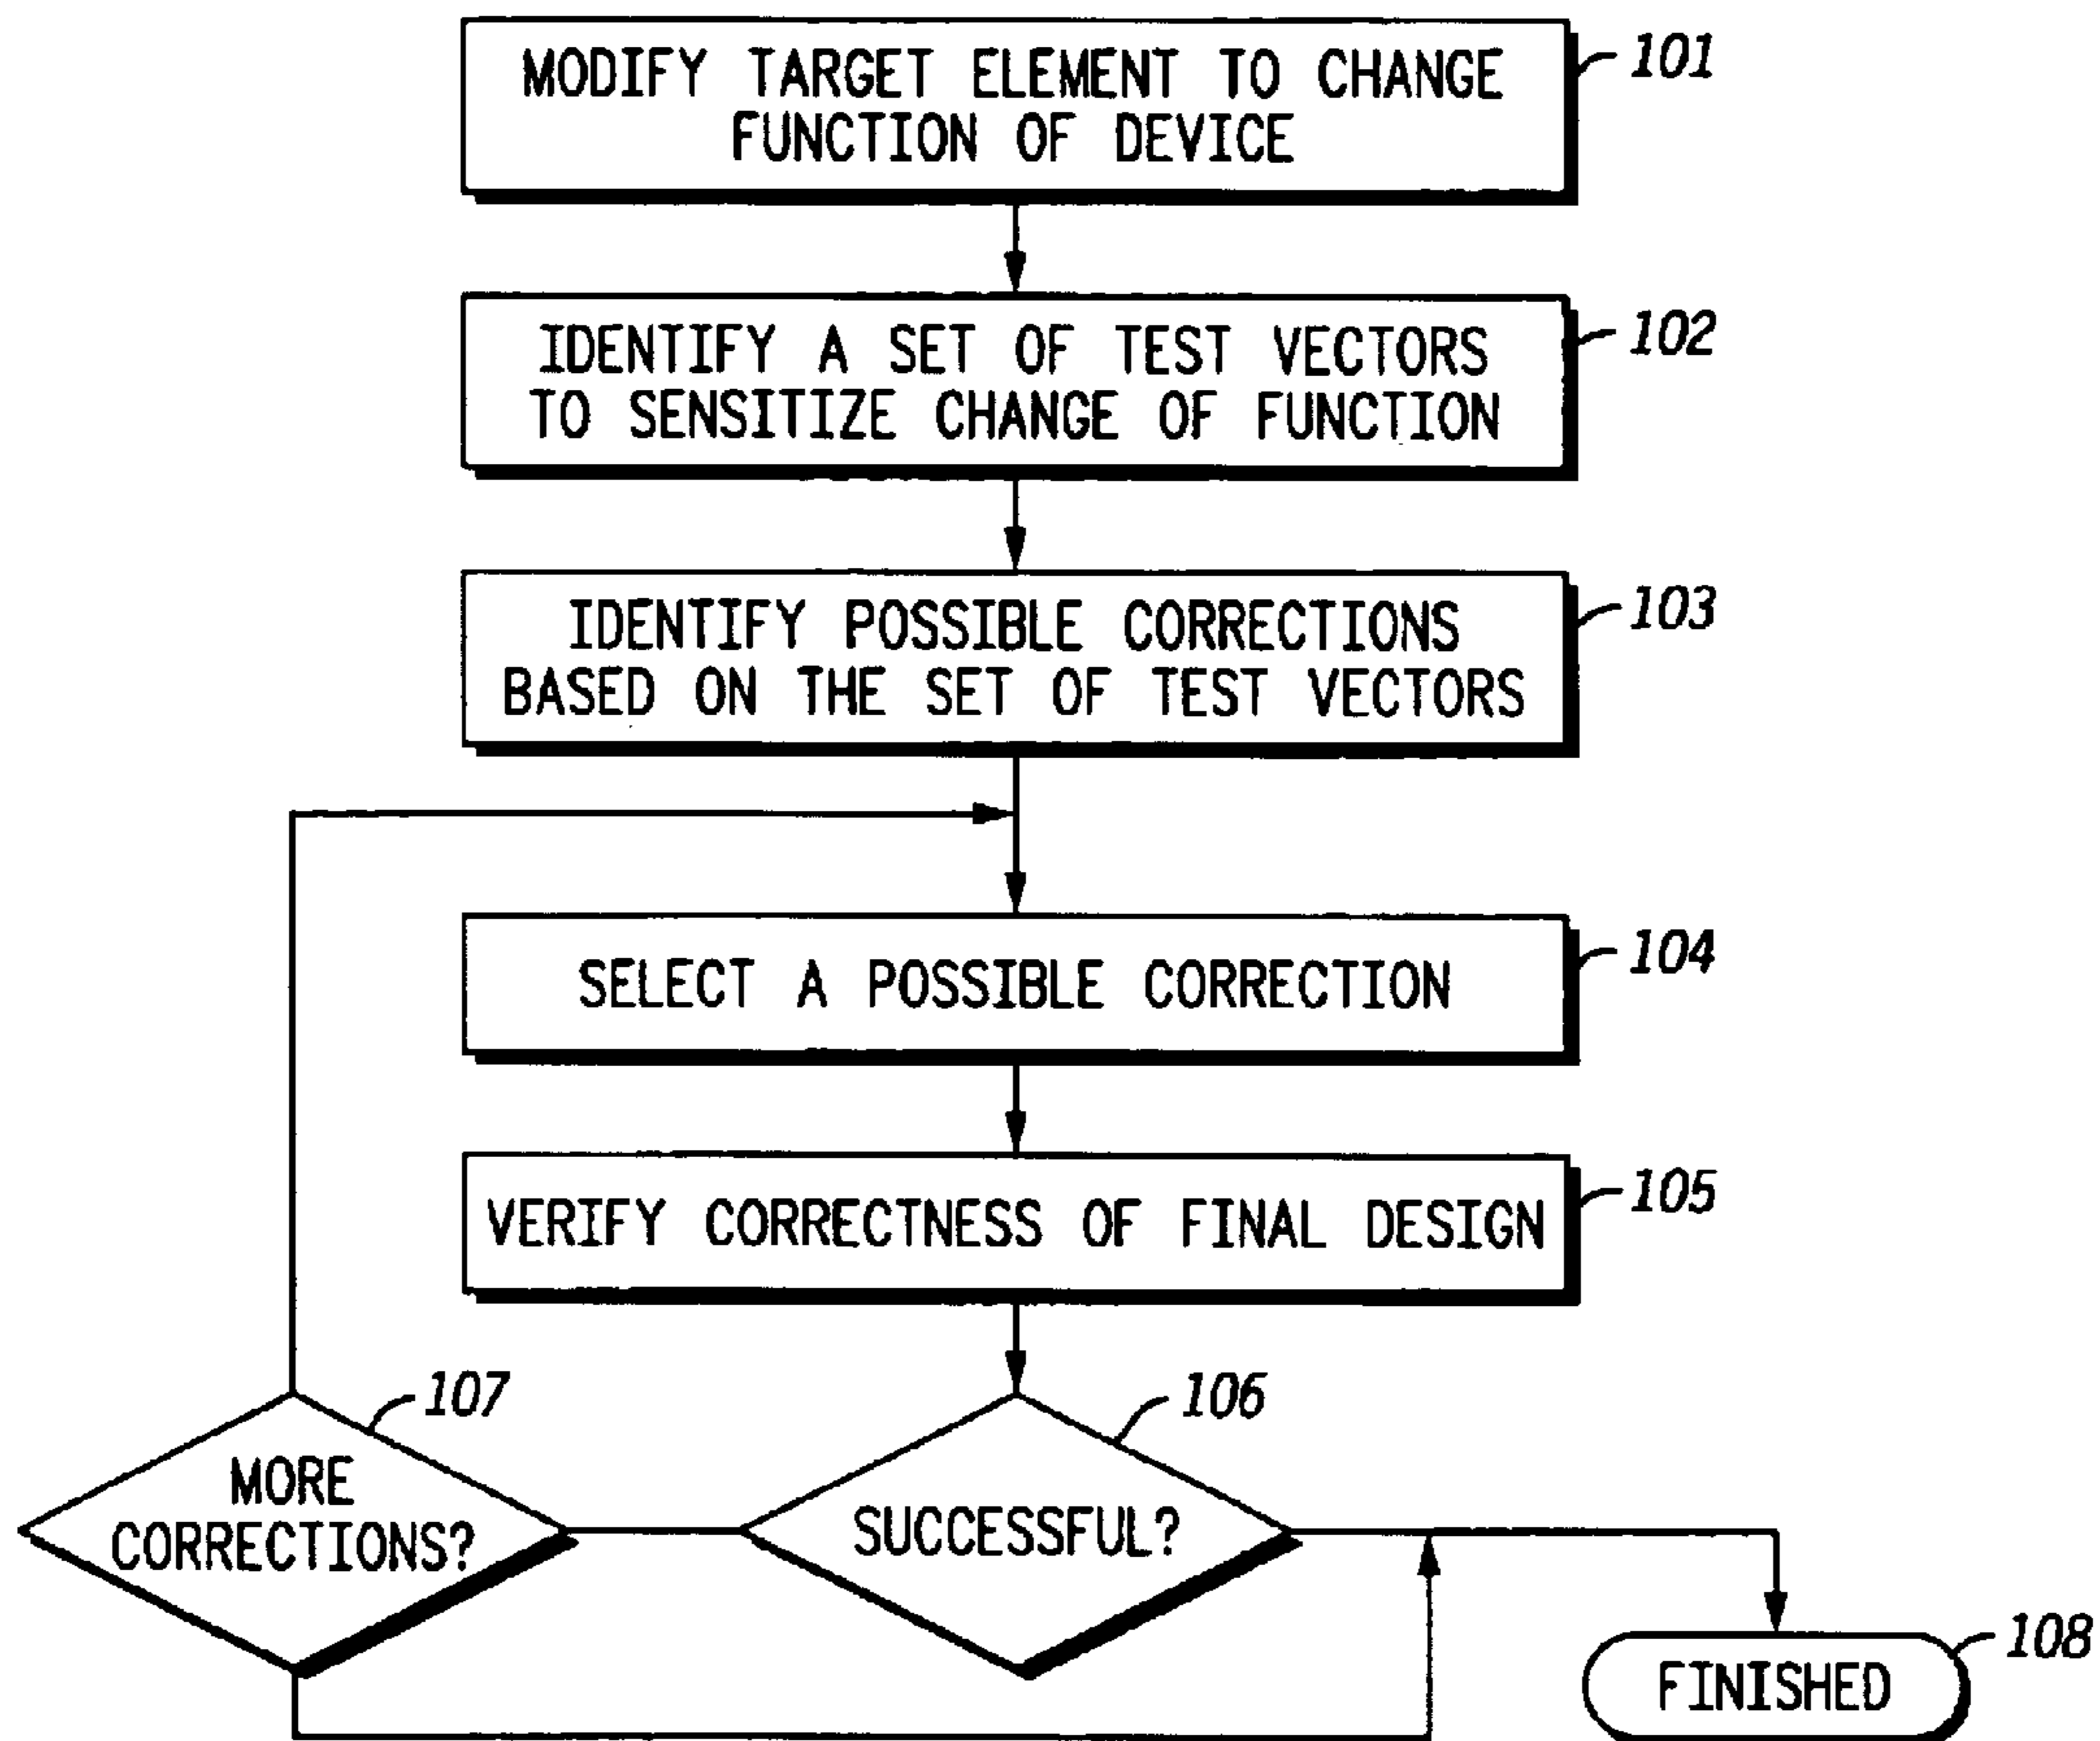 MODIFY TARGET ELEMENT TO CHANGE
FUNCTION OF DEVICE
101
IDENTIFY A SET OF TEST VECTORS
TO SENSITIZE CHANGE OF FUNCTION
102
IDENTIFY POSSIBLE CORRECTIONS
BASED ON THE SET OF TEST VECTORS
103
SELECT A POSSIBLE CORRECTION
104
VERIFY CORRECTNESS OF FINAL DESIGN
105
107
MORE
CORRECTIONS?
106
SUCCESSFUL?
108
FINISHED